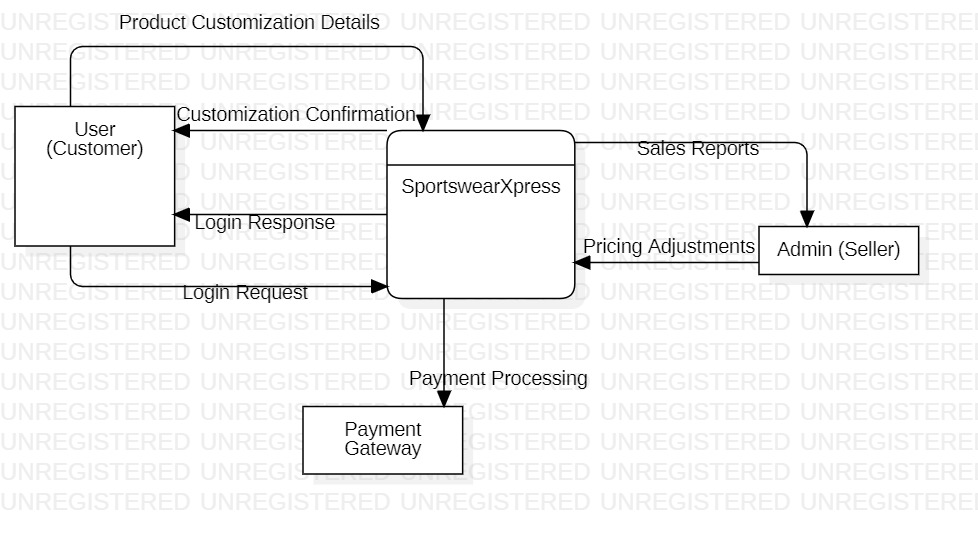 Product Customization Details
Customization Confirmation
User
(Customer)
Sales Reports
SportswearXpress
Login Response
Pricing Adjustments
Admin (Seller)
Login Request
Payment Processing
Payment
Gateway
UNREGISTERED UNREGISTERED UNREGISTERED UNREGISTERED UNREGISTERED